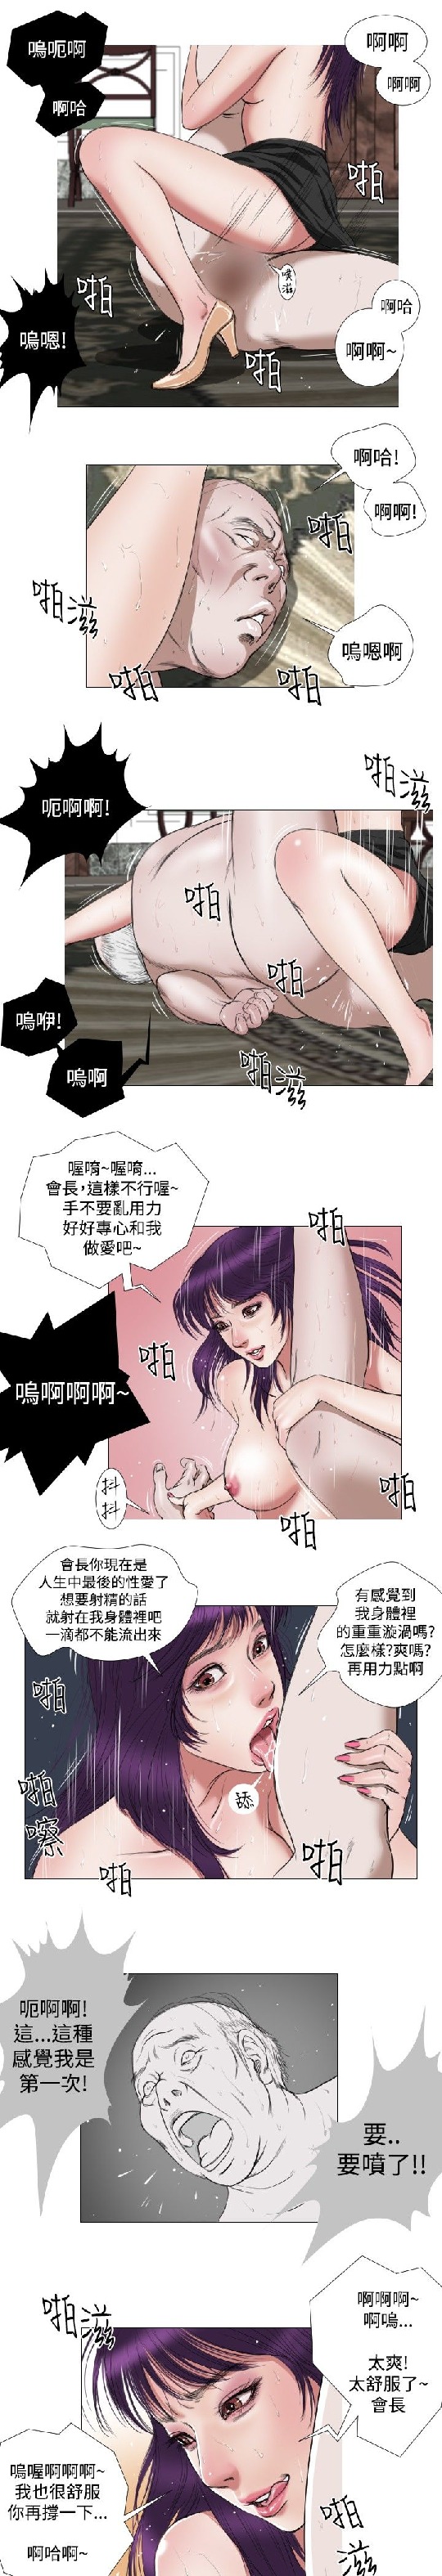 嗚呃啊
啊哈
啊啊
啊啊
啪
啪
噗滋
啊哈
啊啊~
嗚嗯!
啪
啊哈!
啊啊!
啪
啪滋
嗚嗯啊
啪
啪
啪滋
呃啊啊!
啪
啪
嗚咿!
嗚啊
啪滋
喔唷~喔唷...
會長,這樣不行喔~
手不要亂用力
好好專心和我
做愛吧~
啪
啪
嗚啊啊啊~
抖
抖
啪
啪
會長你現在是
人生中最後的性愛了
想要射精的話
就射在我身體裡吧
一滴都不能流出來
有感覺到
我身體裡
的重重漩渦嗎?
怎麼樣?爽嗎?
再用力點啊
啪
啪嚓
舔
啪
啪
呃啊啊!
這...這種
感覺我是
第一次!
要..
要噴了!!
啪滋
啊啊啊~
啊嗚...
太爽!
太舒服了~
會長
嗚喔啊啊啊~
我也很舒服
你再撐一下...
啊哈啊~
啪
啪